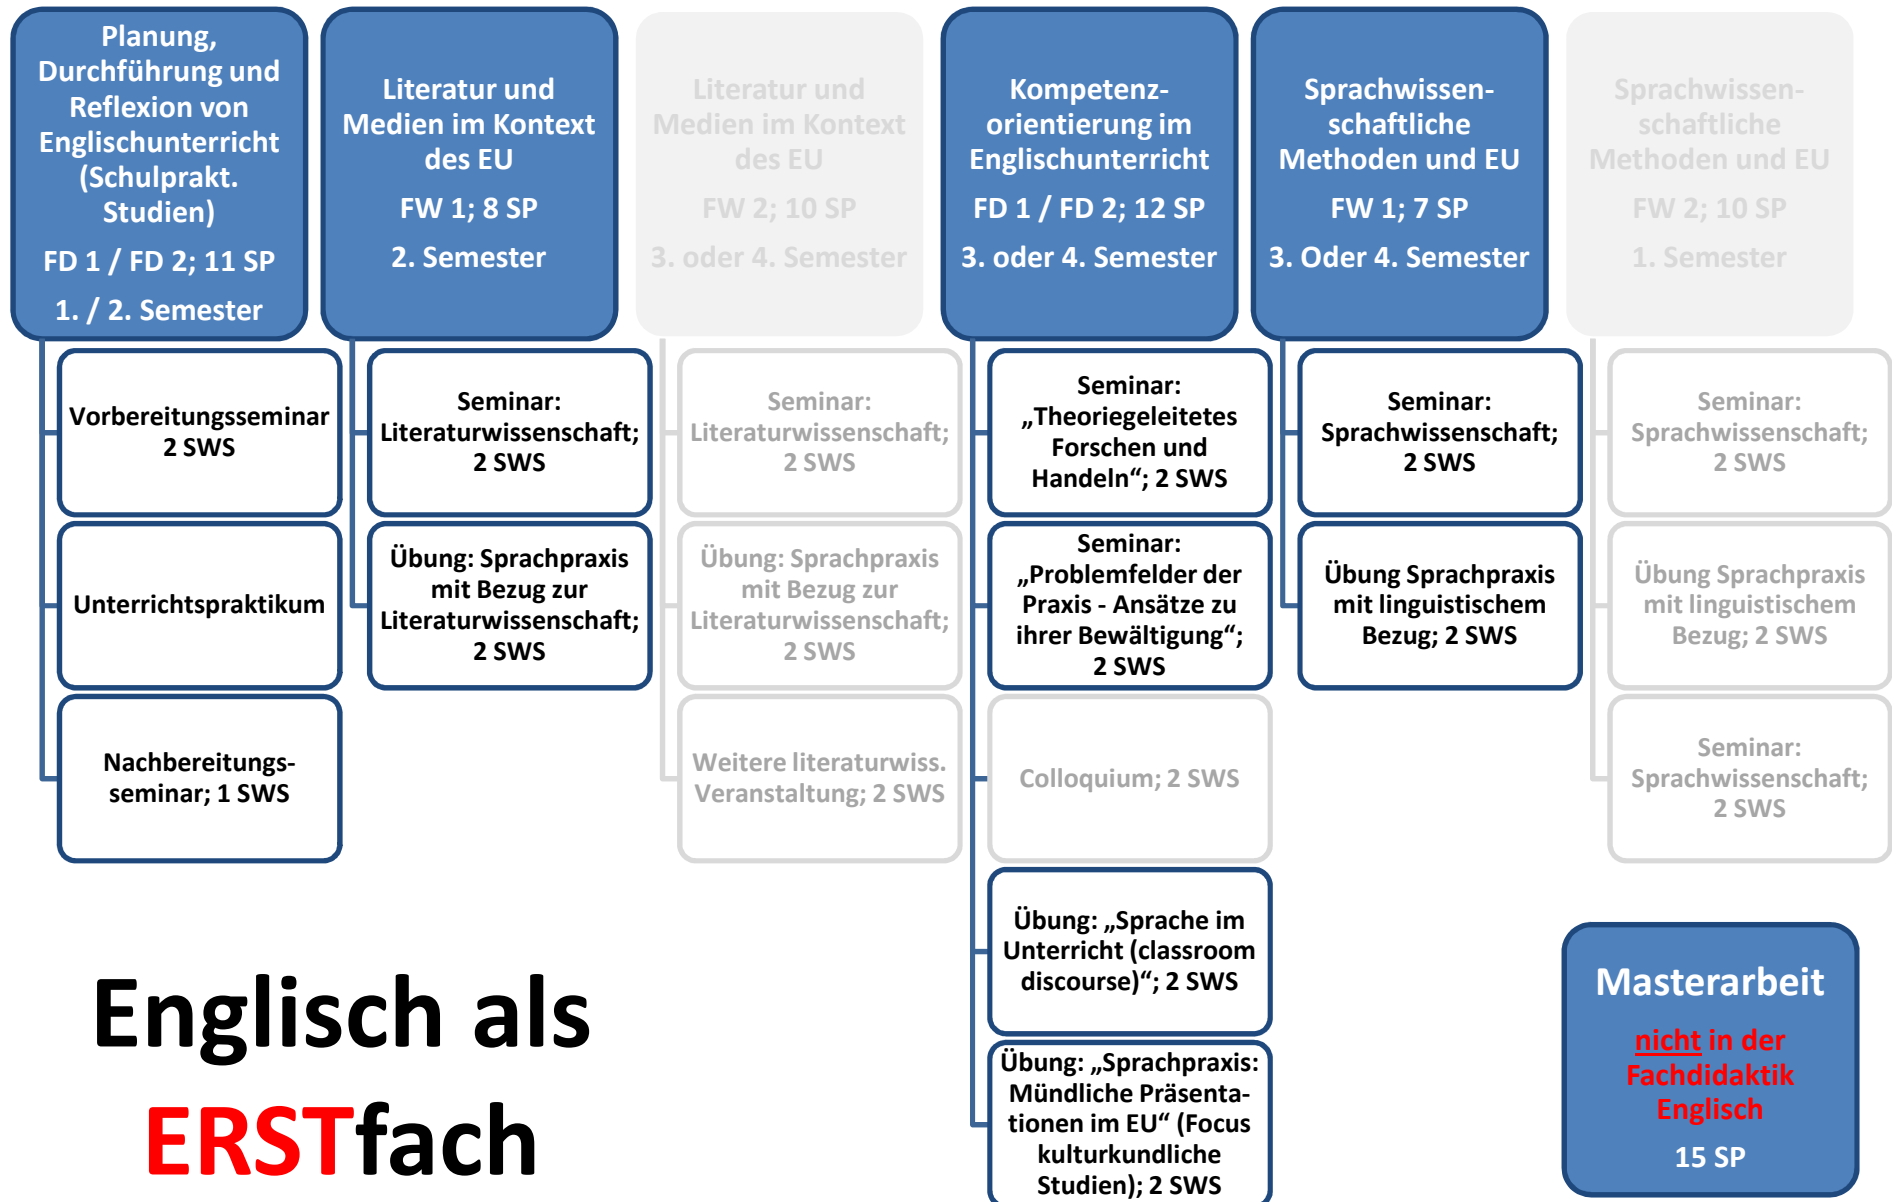 Planung,
Durchführung und
Reflexion von
Englischunterricht
(Schulprakt.
Studien)
FD 1 / FD 2; 11 SP
1. / 2. Semester
Vorbereitungsseminar
2 SWS
Unterrichtspraktikum
Nachbereitungs-
seminar; 1 SWS
Literatur und
Medien im Kontext
des EU
FW 1; 8 SP
2. Semester
Seminar:
Literaturwissenschaft;
2 SWS
Übung: Sprachpraxis
mit Bezug zur
Literaturwissenschaft;
2 SWS
Literatur und
Medien im Kontext
des EU
FW 2; 10 SP
3. oder 4. Semester
Seminar:
Literaturwissenschaft;
2 SWS
Übung: Sprachpraxis
mit Bezug zur
Literaturwissenschaft;
2 SWS
Weitere literaturwiss.
Veranstaltung; 2 SWS
Kompetenz-
orientierung im
Englischunterricht
FD 1 / FD 2; 12 SP
3. oder 4. Semester
Seminar:
„Theoriegeleitetes
Forschen und
Handeln“; 2 SWS
Seminar:
„Problemfelder der
Praxis - Ansätze zu
ihrer Bewältigung“;
2 SWS
Colloquium; 2 SWS
Übung: „Sprache im
Unterricht (classroom
discourse)“; 2 SWS
Übung: „Sprachpraxis:
Mündliche Präsenta-
tionen im EU“ (Focus
kulturkundliche
Studien); 2 SWS
Sprachwissen-
schaftliche
Methoden und EU
FW 1; 7 SP
3. Oder 4. Semester
Seminar:
Sprachwissenschaft;
2 SWS
Übung Sprachpraxis
mit linguistischem
Bezug; 2 SWS
Sprachwissen-
schaftliche
Methoden und EU
FW 2; 10 SP
1. Semester
Seminar:
Sprachwissenschaft;
2 SWS
Übung Sprachpraxis
mit linguistischem
Bezug; 2 SWS
Seminar:
Sprachwissenschaft;
2 SWS
Englisch als
ERSTfach
Masterarbeit
nicht in der
Fachdidaktik
Englisch
15 SP